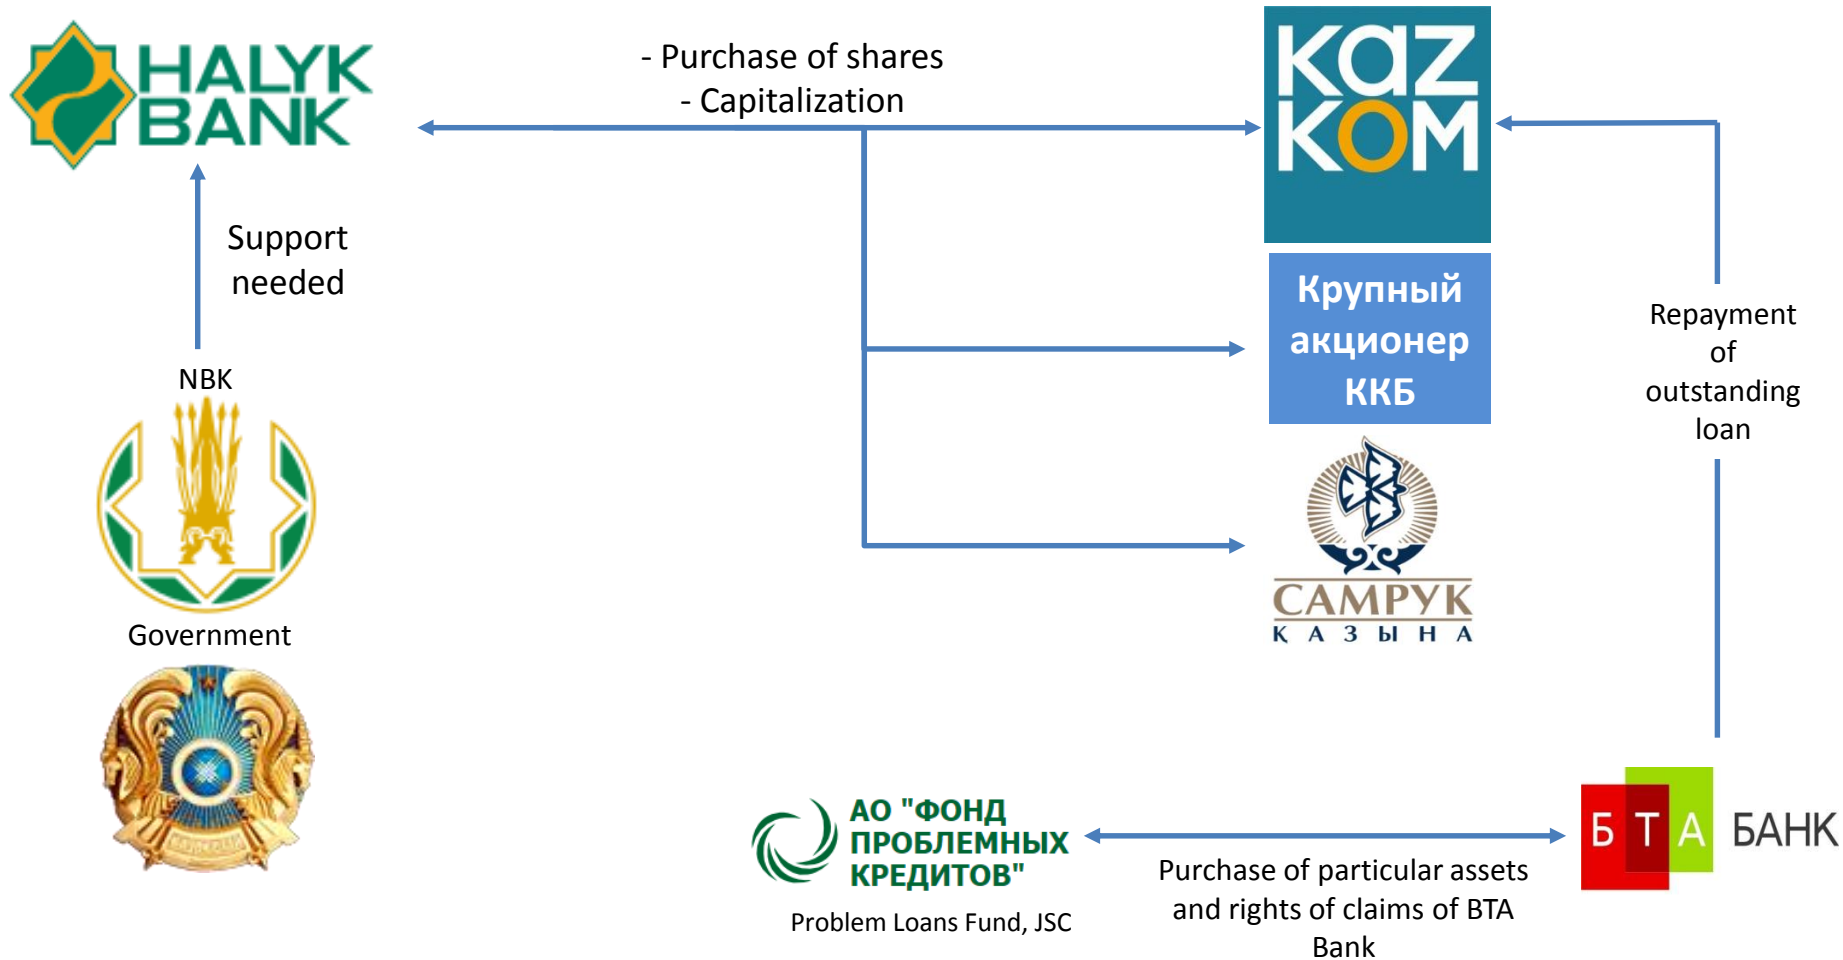 HALYK
BANK
- Purchase of shares
- Capitalization
KAZ
KOM
Support
needed
Крупный
акционер
ККБ
Repayment
of
outstanding
loan
NBK
САМРУК
КАЗЫНА
Government
АО "ФОНД
ПРОБЛЕМНЫХ
КРЕДИТОВ"
Problem Loans Fund, JSC
БТА БАНК
Purchase of particular assets
and rights of claims of BTA
Bank